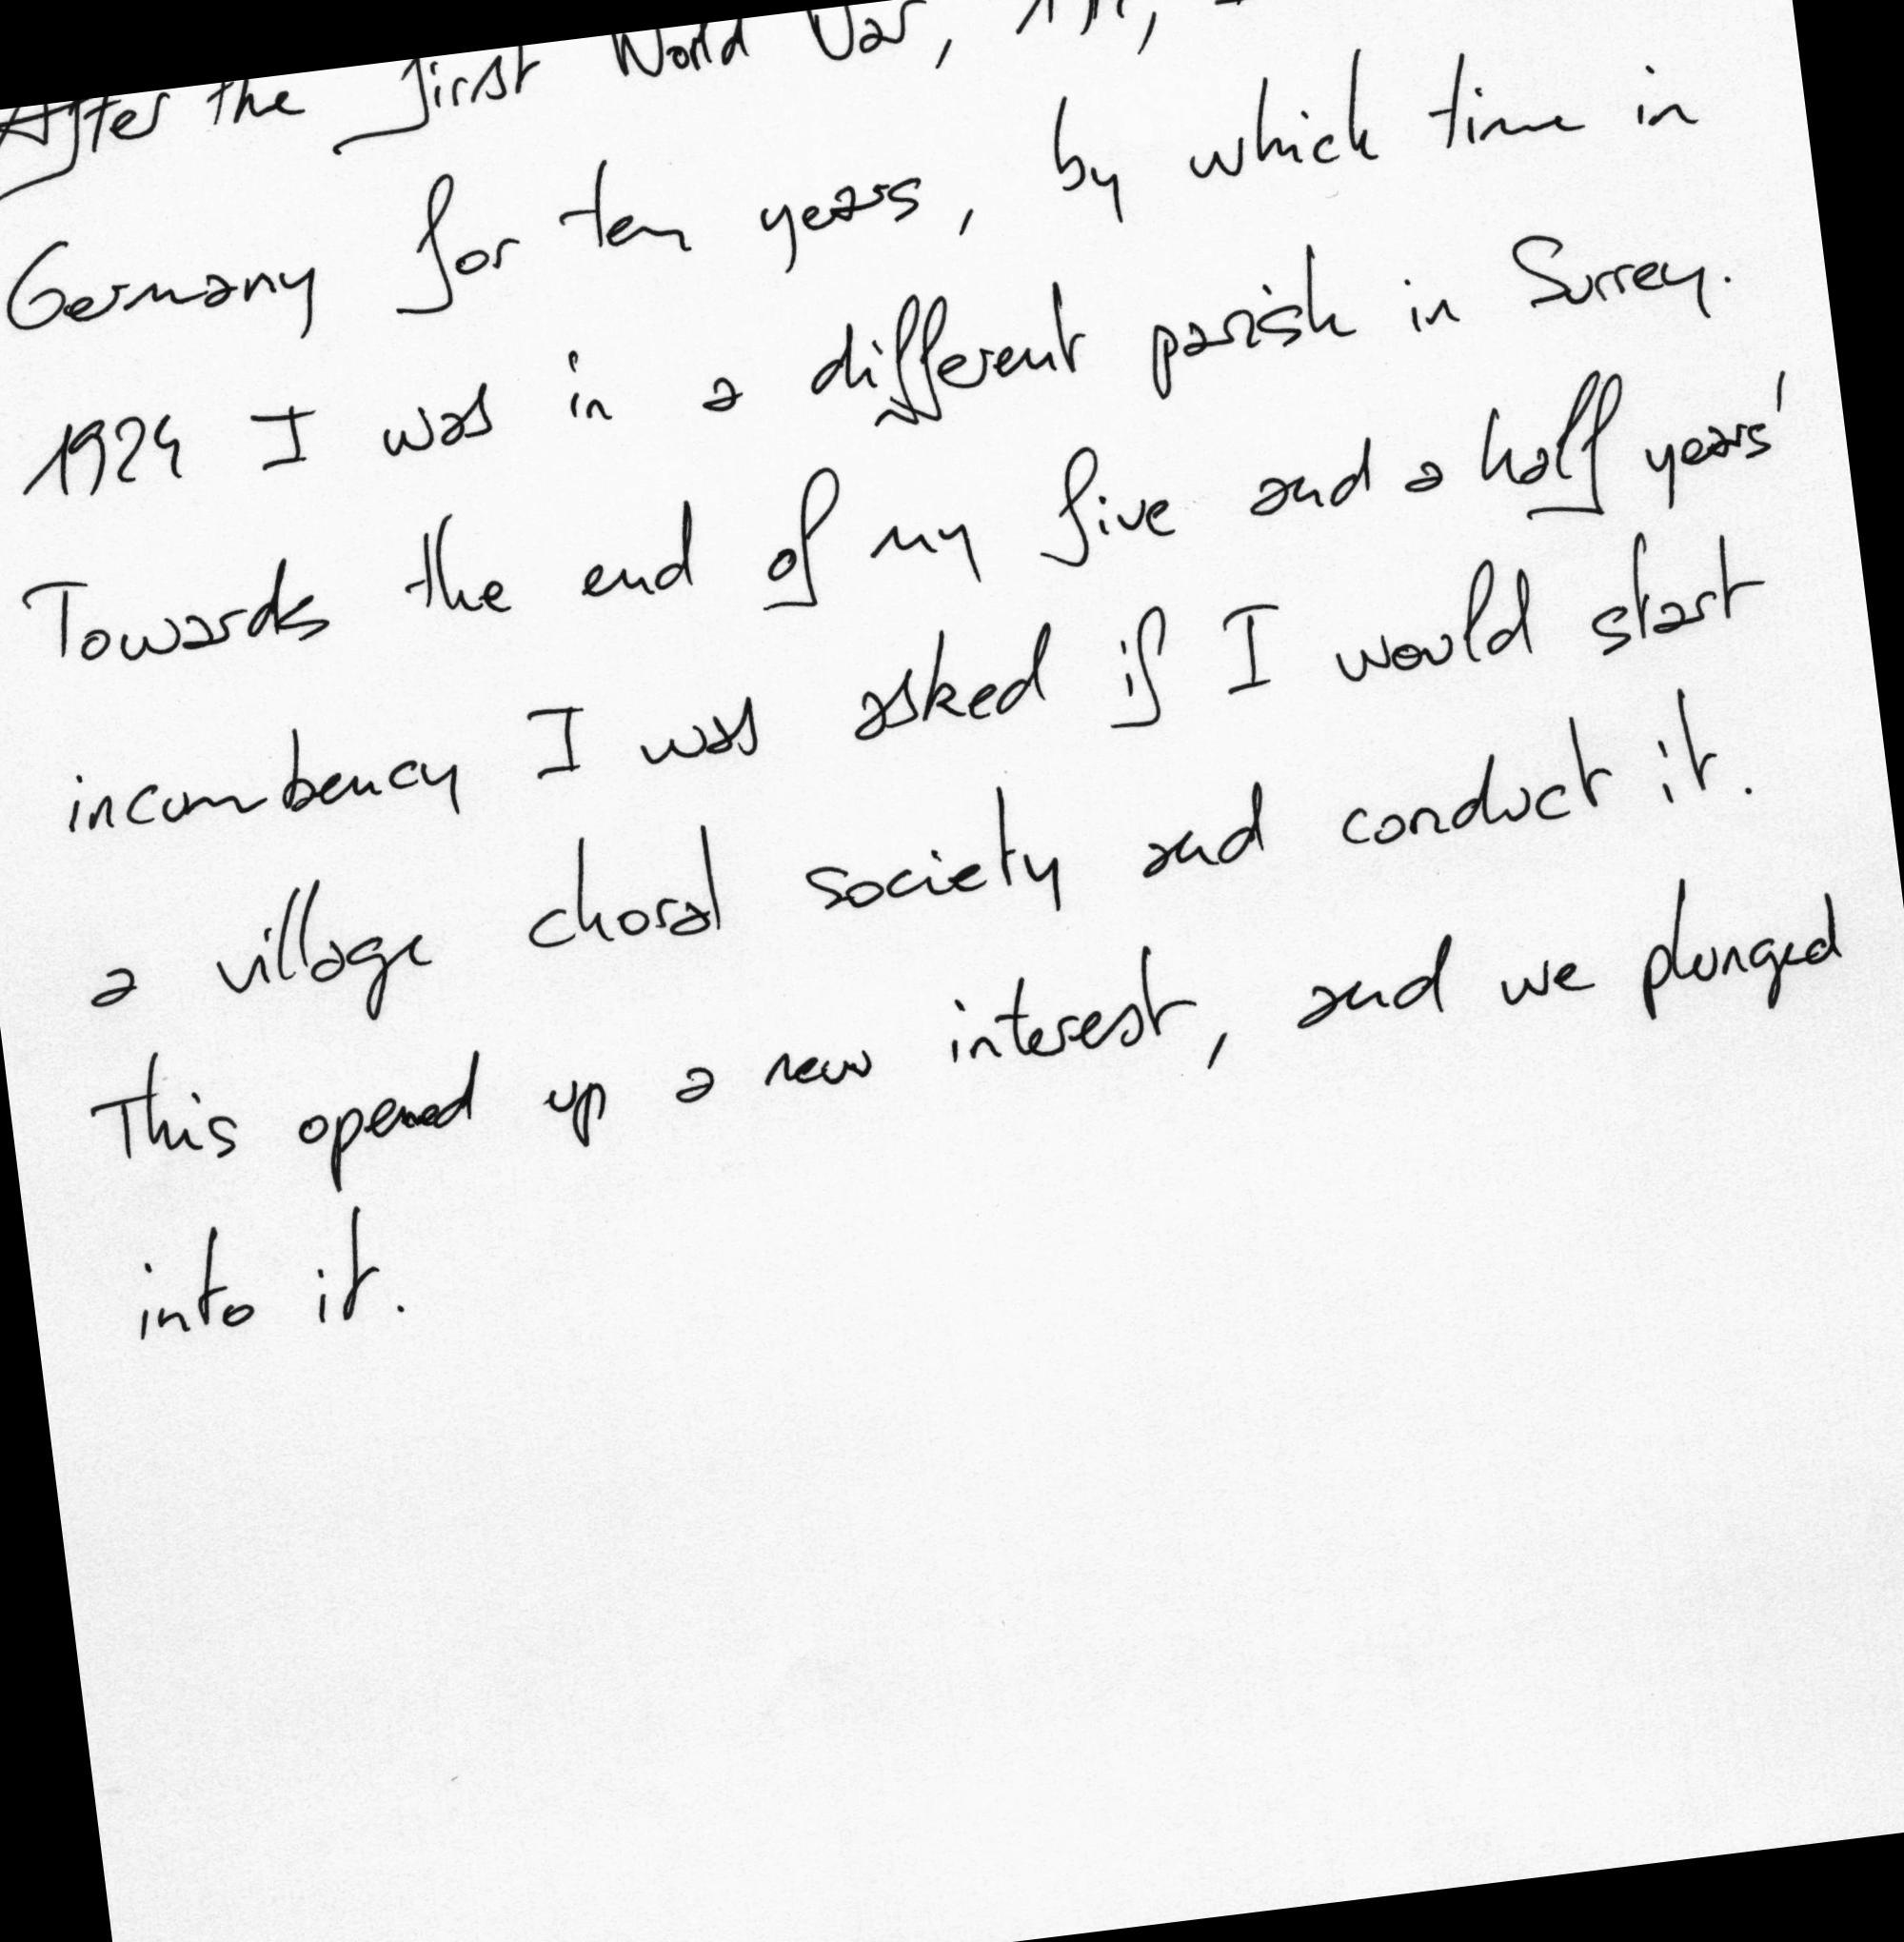 After the first World War,
Germany for ten years, by which time in
1924 I was in a different parish in Surrey.
Towards the end of my five and a half years'
incumbency I was asked if I would start
a village choral society and conduct it.
This opened up a new interest, and we plunged
into it.